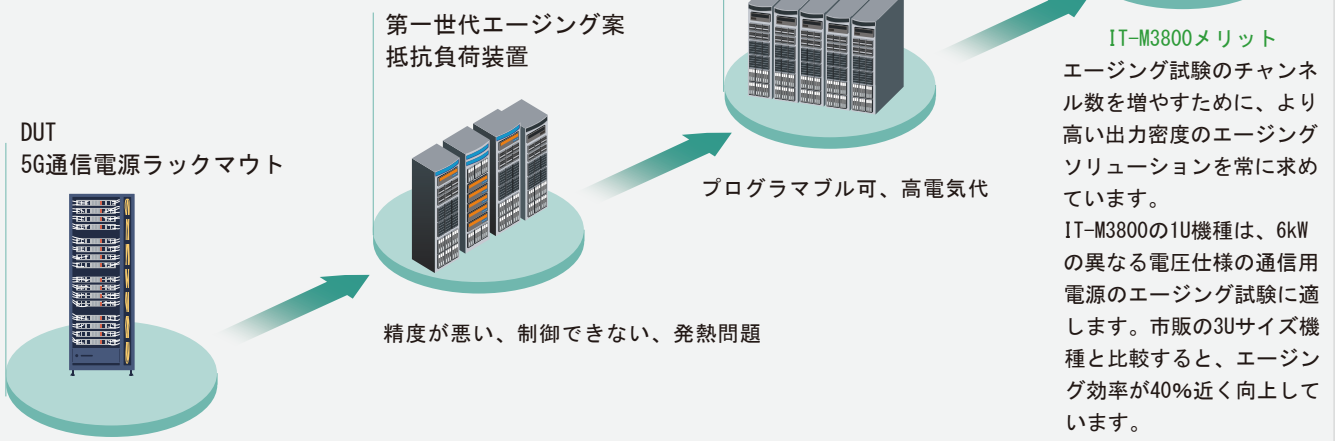 DUT
5G通信電源ラックマウト
第一世代エージング案
抵抗負荷装置
精度が悪い、制御できない、発熱問題
プログラマブル可、高電気代
IT-M3800メリット
エージング試験のチャンネ
ル数を増やすために、より
高い出力密度のエージング
ソリューションを常に求め
ています。
IT-M3800の1U機種は、6kW
の異なる電圧仕様の通信用
電源のエージング試験に適
します。市販の3Uサイズ機
種と比較すると、エージン
グ効率が40%近く向上して
います。